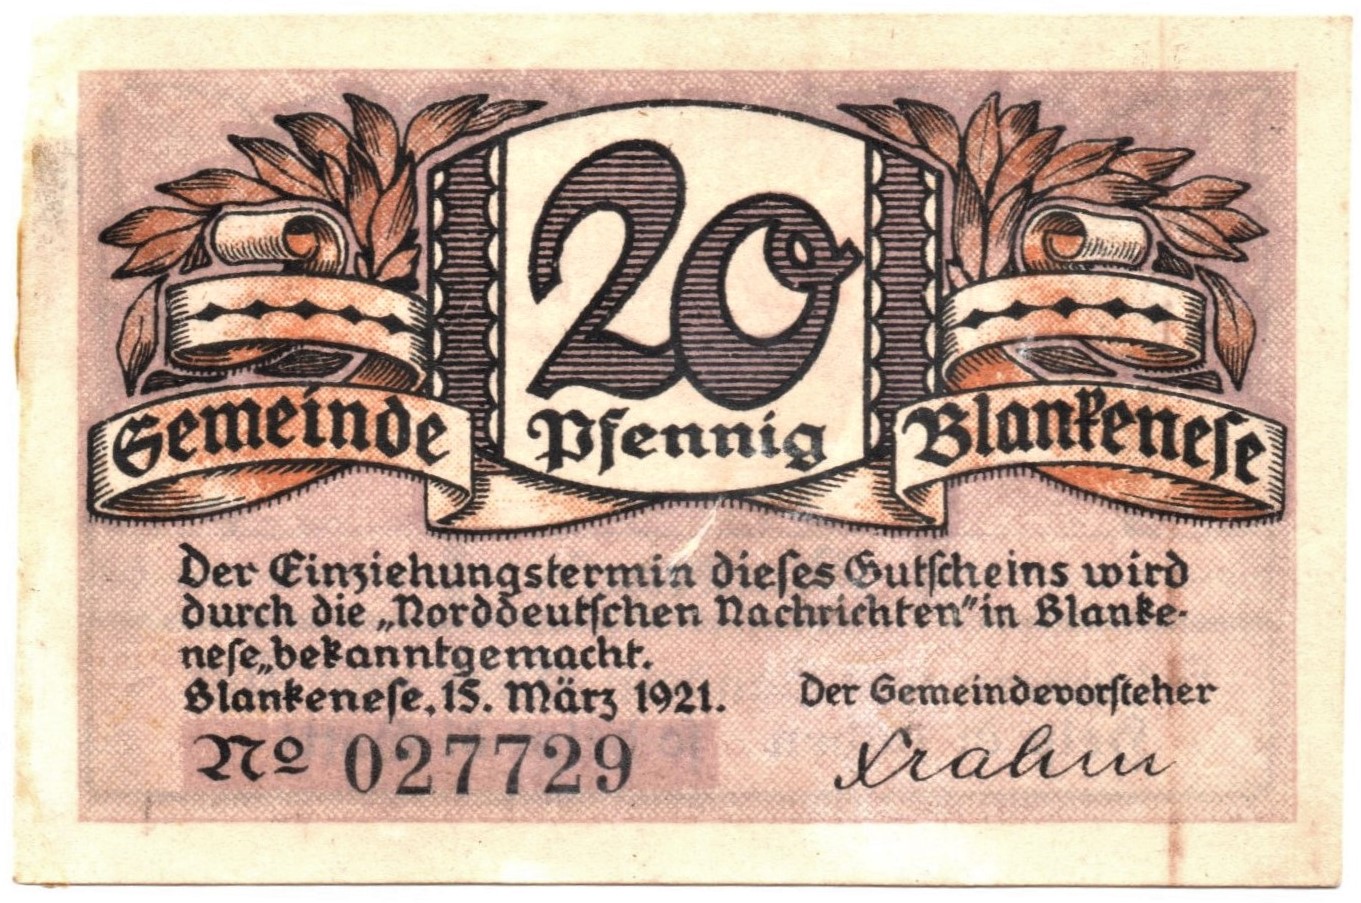 20
Pfennig
Gemeinde Blankenese
Der Einziehungstermin dieses Gutscheins wird
durch die „Norddeutschen Nachrichten" in Blanke-
nese„bekanntgemacht.
Blankenese, 15. März 1921.
Der Gemeindevorsteher
No 027729
Frahm